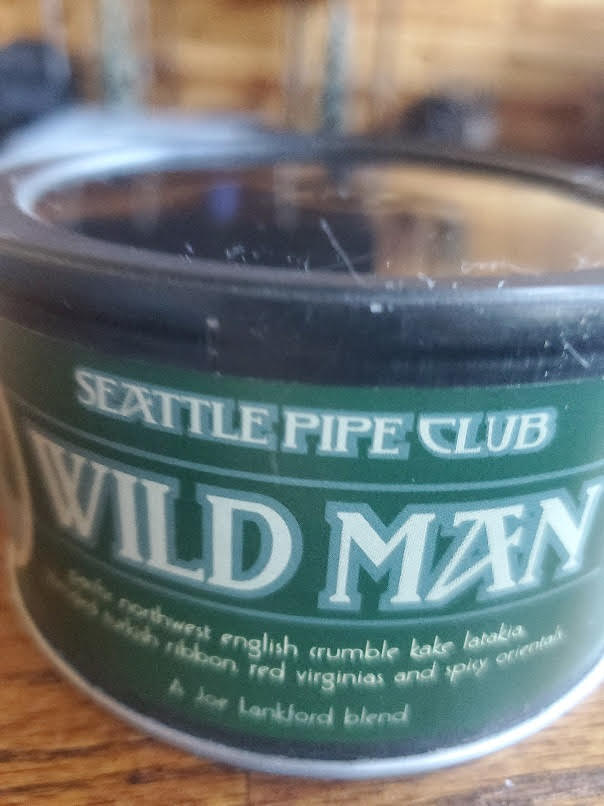 SEATTLE PIPE CLUB
WILD MAN
northwest english crumble kake latakia,
turkish ribbon, red virginias and spicy orientals
A Joe Lankford blend